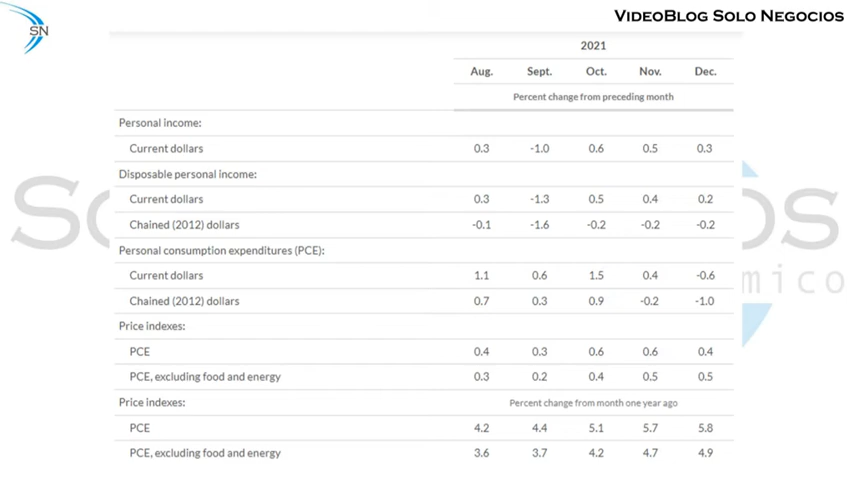 VideoBlog Solo Negocios
SN
2021
Aug. Sept. Oct. Nov. Dec.
Percent change from preceding month
Personal income:
Current dollars 0.3 -1.0 0.6 0.5 0.3
Disposable personal income:
Current dollars 0.3 -1.3 0.5 0.4 0.2
Chained (2012) dollars -0.1 -1.6 -0.2 -0.2 -0.2
Personal consumption expenditures (PCE):
Current dollars 1.1 0.6 1.5 0.4 -0.6
Chained (2012) dollars 0.7 0.3 0.9 -0.2 -1.0
Price indexes:
PCE 0.4 0.3 0.6 0.6 0.4
PCE, excluding food and energy 0.3 0.2 0.4 0.5 0.5
Price indexes: Percent change from month one year ago
PCE 4.2 4.4 5.1 5.7 5.8
PCE, excluding food and energy 3.6 3.7 4.2 4.7 4.9